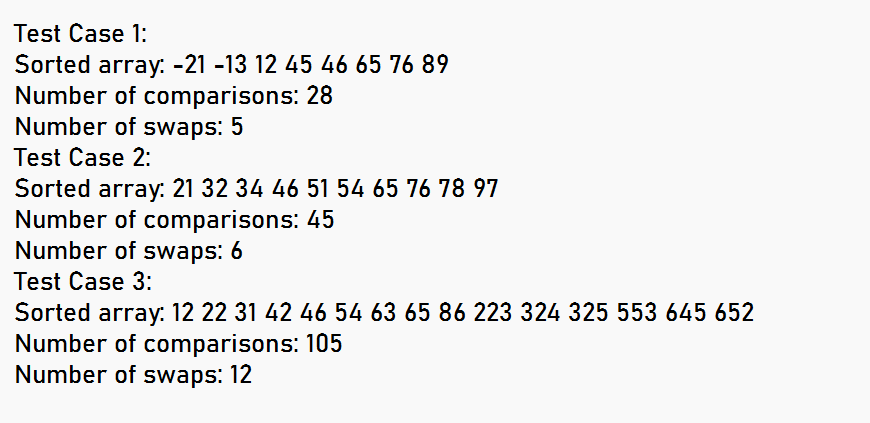 Test Case 1:
Sorted array: -21 -13 12 45 46 65 76 89
Number of comparisons: 28
Number of swaps: 5
Test Case 2:
Sorted array: 21 32 34 46 51 54 65 76 78 97
Number of comparisons: 45
Number of swaps: 6
Test Case 3:
Sorted array: 12 22 31 42 46 54 63 65 86 223 324 325 553 645 652
Number of comparisons: 105
Number of swaps: 12